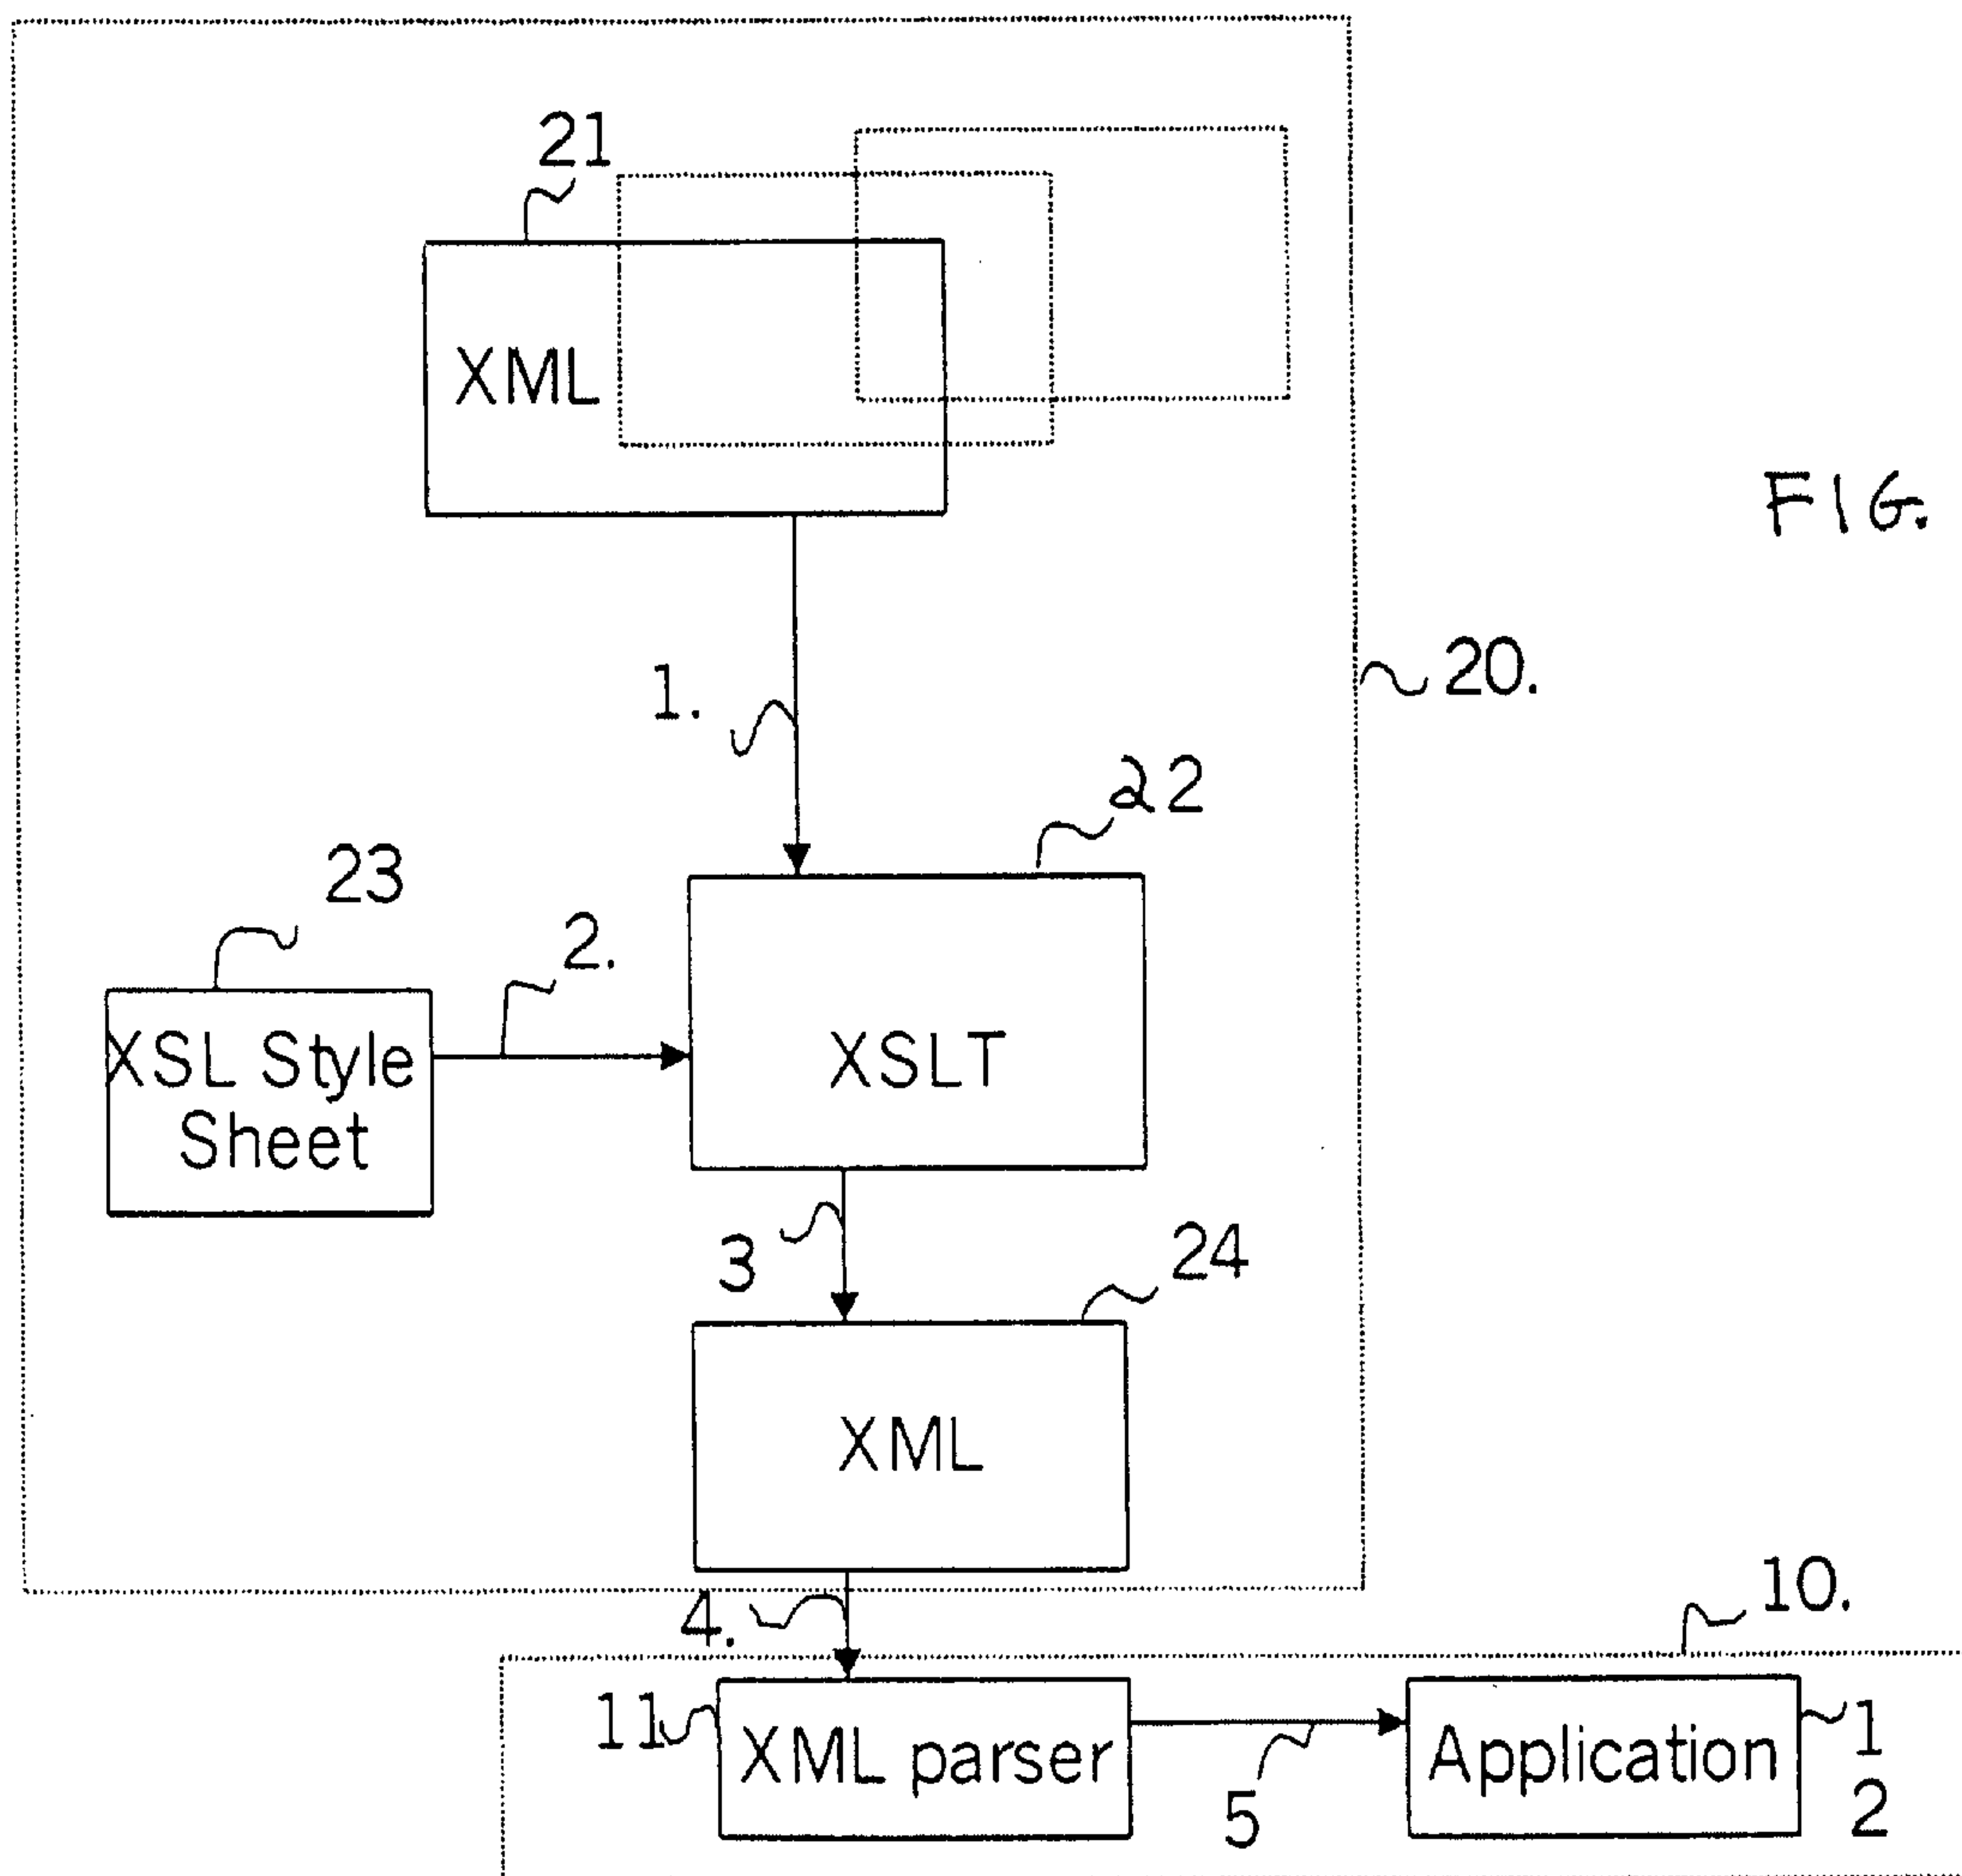 21
XML
FIG.
20.
1.
22
23
2.
XSL Style
Sheet
XSLT
3
24
XML
4.
10.
11
XML parser
5
Application
1
2